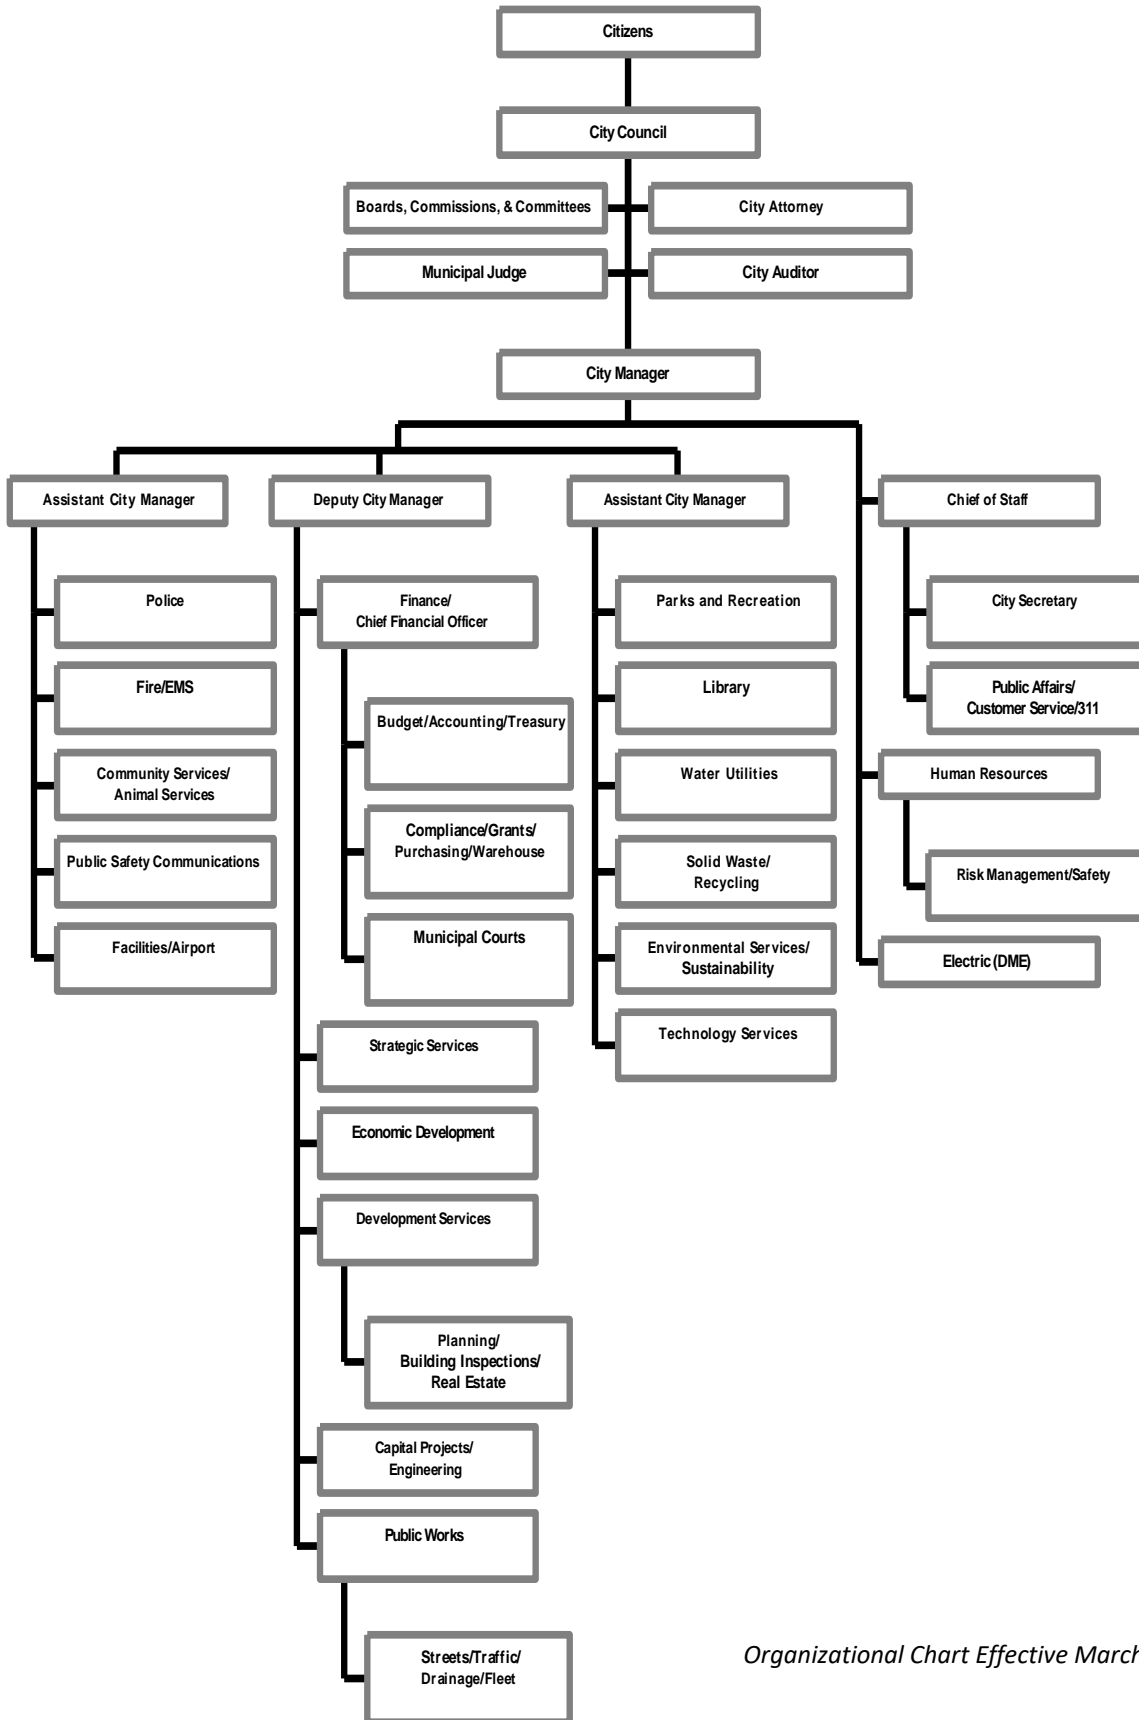 Citizens
City Council
Boards, Commissions, & Committees
City Attorney
Municipal Judge
City Auditor
City Manager
Assistant City Manager
Police
Fire/EMS
Community Services/
Animal Services
Public Safety Communications
Facilities/Airport
Deputy City Manager
Finance/
Chief Financial Officer
Budget/Accounting/Treasury
Compliance/Grants/
Purchasing/Warehouse
Municipal Courts
Strategic Services
Economic Development
Development Services
Planning/
Building Inspections/
Real Estate
Capital Projects/
Engineering
Public Works
Streets/Traffic/
Drainage/Fleet
Assistant City Manager
Parks and Recreation
Library
Water Utilities
Solid Waste/
Recycling
Environmental Services/
Sustainability
Technology Services
Chief of Staff
City Secretary
Public Affairs/
Customer Service/311
Human Resources
Risk Management/Safety
Electric (DME)
Organizational Chart Effective March